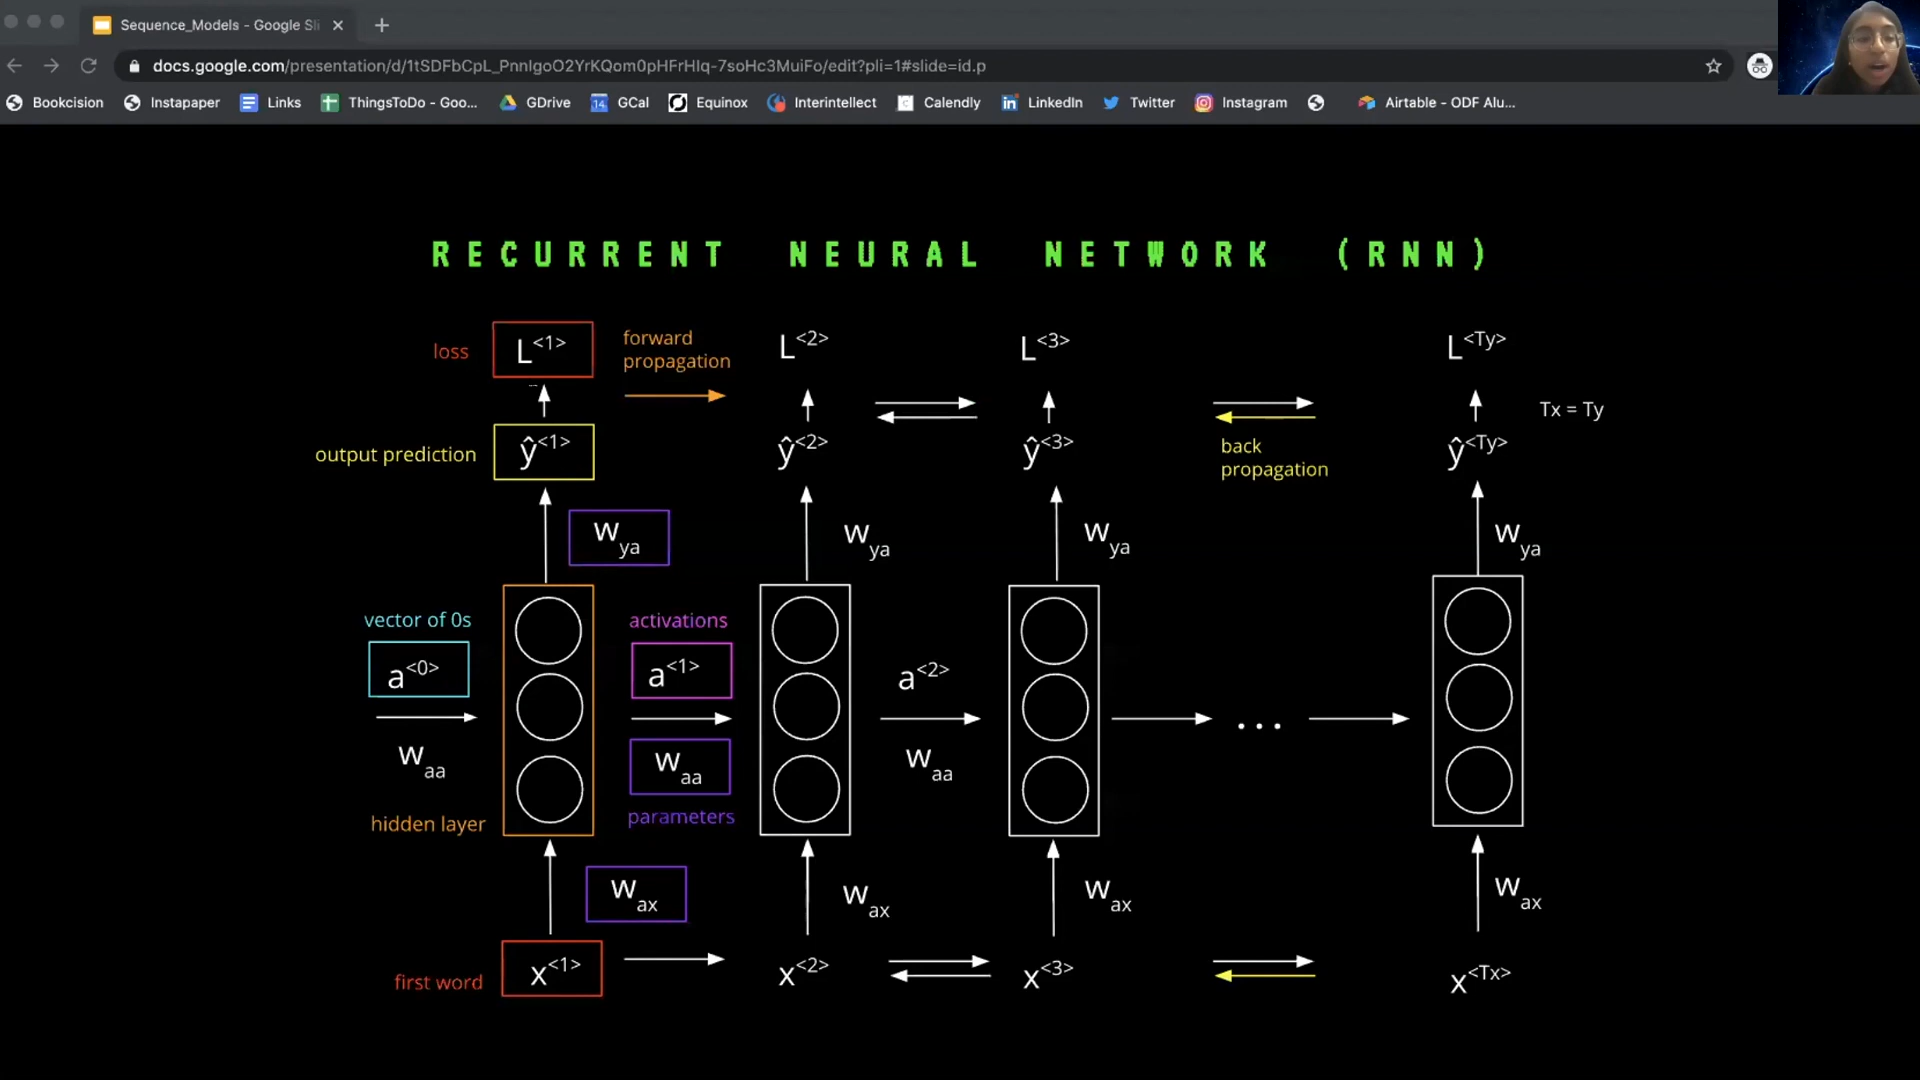 Sequence_Models - Google Sli
docs.google.com/presentation/d/1tSDFbCpL_PnnIgoO2YrKQom0pHFrHIq-7soHc3MuiFo/edit?pli=1#slide=id.p
Bookcision Instapaper Links ThingsToDo - Goo... GDrive 14 GCal Equinox Interintellect Calendly LinkedIn Twitter Instagram Airtable - ODF Alu...
RECURRENT NEURAL NETWORK (RNN)
loss L<1> forward propagation L<2> L<3> L<Ty>
Tx = Ty
output prediction ŷ<1> ŷ<2> ŷ<3> back propagation ŷ<Ty>
Wya Wya Wya Wya
vector of 0s activations
a<0> a<1> a<2>
...
Waa Waa Waa
hidden layer parameters
Wax Wax Wax Wax
first word x<1> x<2> x<3> x<Tx>